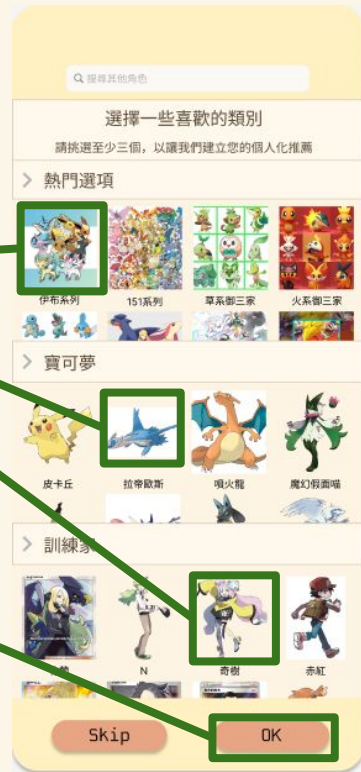 搜尋其他角色
選擇一些喜歡的類別
請挑選至少三個，以讓我們建立您的個人化推薦
> 熱門選項
伊布系列 151系列 草系御三家 火系御三家
> 寶可夢
皮卡丘 拉帝歐斯 噴火龍 魔幻假面喵
> 訓練家
N 奇樹 赤紅
Skip OK